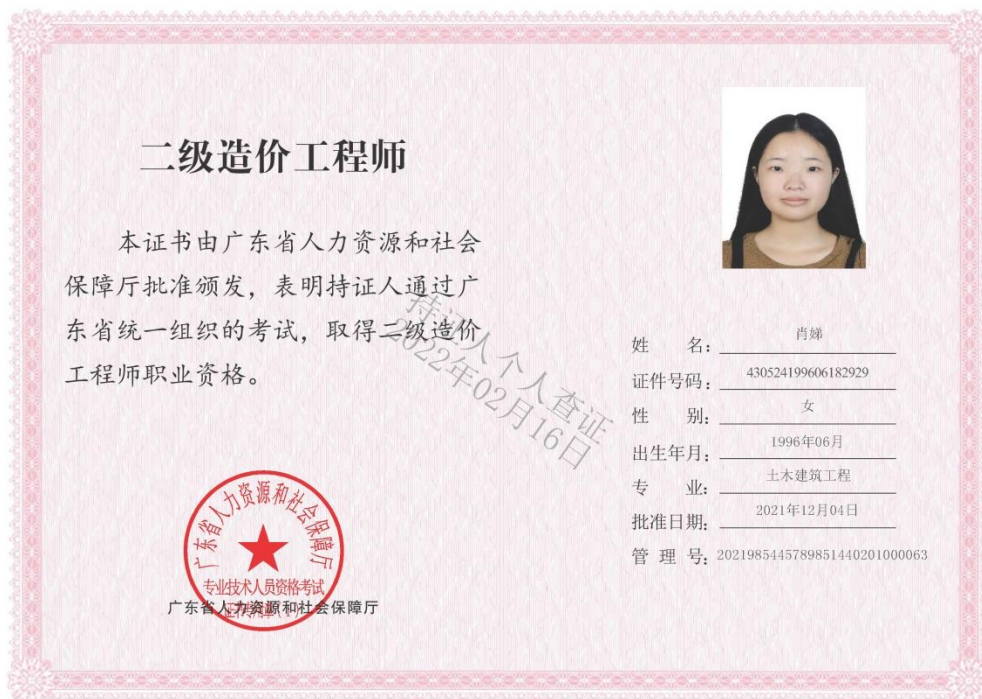 二级造价工程师
本证书由广东省人力资源和社会
保障厅批准颁发，表明持证人通过广
东省统一组织的考试，取得二级造价
工程师职业资格。
持证人个人查证
2022年02月16日
广东省人力资源和社会保障厅
专业技术人员资格考试
广东省人力资源和社会保障厅
姓 名：肖娣
证件号码：430524199606182929
性 别：女
出生年月：1996年06月
专 业：土木建筑工程
批准日期：2021年12月04日
管 理 号：20219854457898514402010​00063